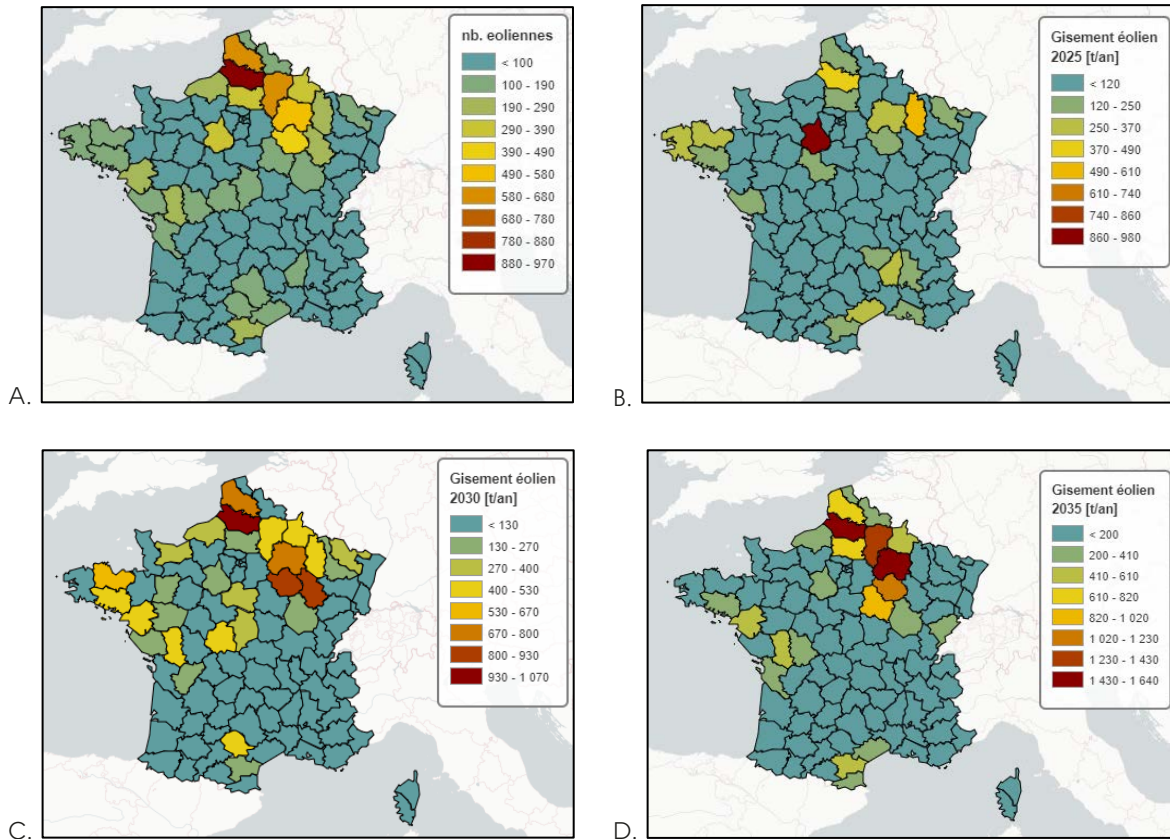 nb. eoliennes
< 100
100 - 190
190 - 290
290 - 390
390 - 490
490 - 580
580 - 680
680 - 780
780 - 880
880 - 970
A.
Gisement éolien
2025 [t/an]
< 120
120 - 250
250 - 370
370 - 490
490 - 610
610 - 740
740 - 860
860 - 980
B.
Gisement éolien
2030 [t/an]
< 130
130 - 270
270 - 400
400 - 530
530 - 670
670 - 800
800 - 930
930 - 1 070
C.
Gisement éolien
2035 [t/an]
< 200
200 - 410
410 - 610
610 - 820
820 - 1 020
1 020 - 1 230
1 230 - 1 430
1 430 - 1 640
D.